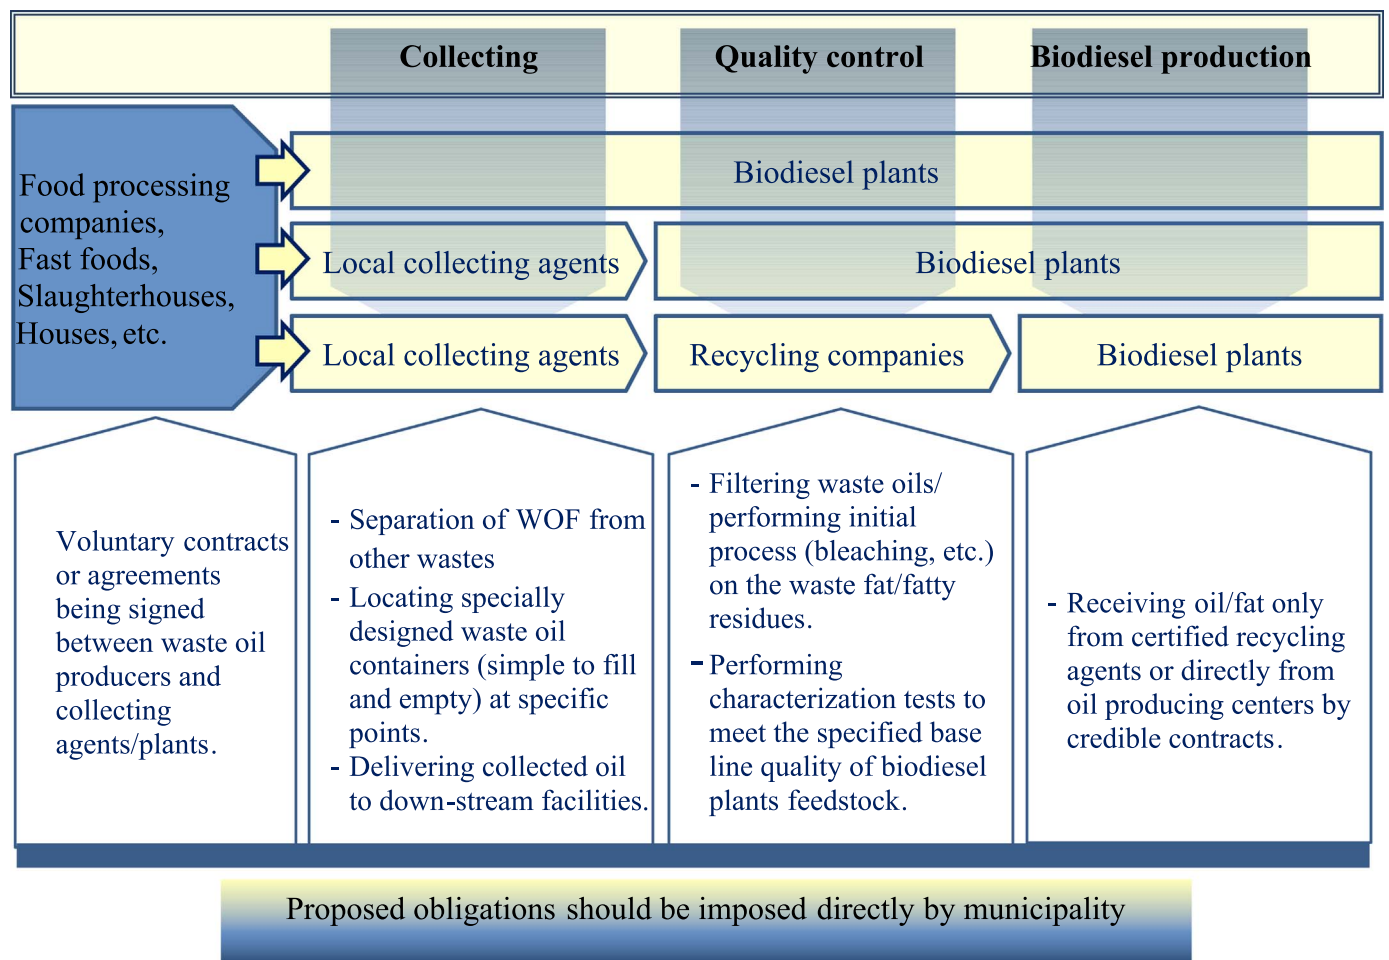 Collecting
Quality control
Biodiesel production
Food processing
companies,
Fast foods,
Slaughterhouses,
Houses, etc.
Biodiesel plants
Local collecting agents
Biodiesel plants
Local collecting agents
Recycling companies
Biodiesel plants
Voluntary contracts
or agreements
being signed
between waste oil
producers and
collecting
agents/plants.
- Separation of WOF from
other wastes
- Locating specially
designed waste oil
containers (simple to fill
and empty) at specific
points.
- Delivering collected oil
to down-stream facilities.
- Filtering waste oils/
performing initial
process (bleaching, etc.)
on the waste fat/fatty
residues.
- Performing
characterization tests to
meet the specified base
line quality of biodiesel
plants feedstock.
- Receiving oil/fat only
from certified recycling
agents or directly from
oil producing centers by
credible contracts.
Proposed obligations should be imposed directly by municipality